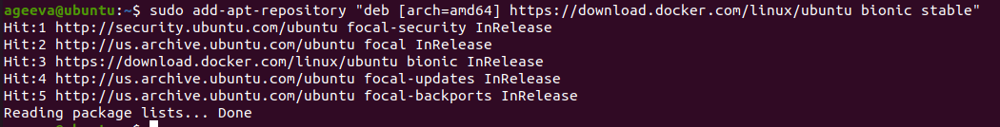 ageeva@ubuntu:~$ sudo add-apt-repository "deb [arch=amd64] https://download.docker.com/linux/ubuntu bionic stable"
Hit:1 http://security.ubuntu.com/ubuntu focal-security InRelease
Hit:2 http://us.archive.ubuntu.com/ubuntu focal InRelease
Hit:3 https://download.docker.com/linux/ubuntu bionic InRelease
Hit:4 http://us.archive.ubuntu.com/ubuntu focal-updates InRelease
Hit:5 http://us.archive.ubuntu.com/ubuntu focal-backports InRelease
Reading package lists... Done